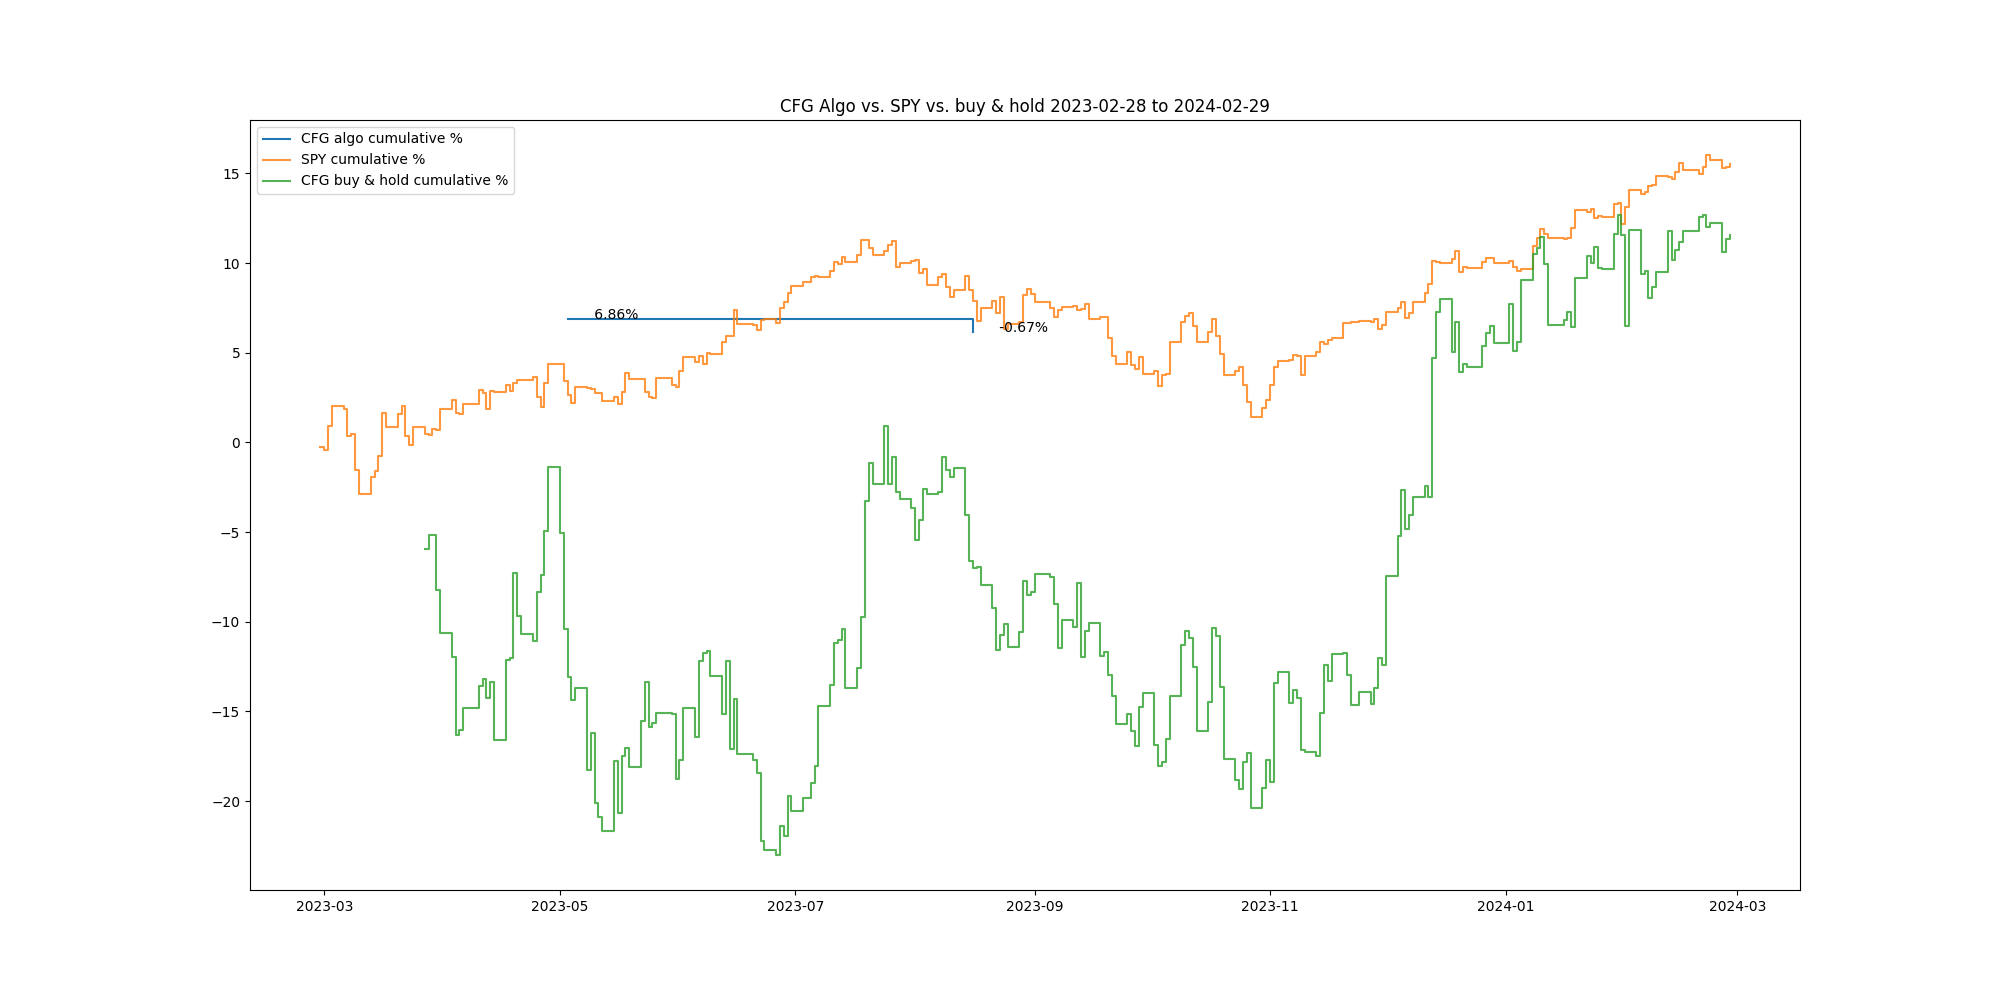 CFG Algo vs. SPY vs. buy & hold 2023-02-28 to 2024-02-29
CFG algo cumulative %
SPY cumulative %
CFG buy & hold cumulative %
15
10
5
0
−5
−10
−15
−20
6.86%
-0.67%
2023-03 2023-05 2023-07 2023-09 2023-11 2024-01 2024-03